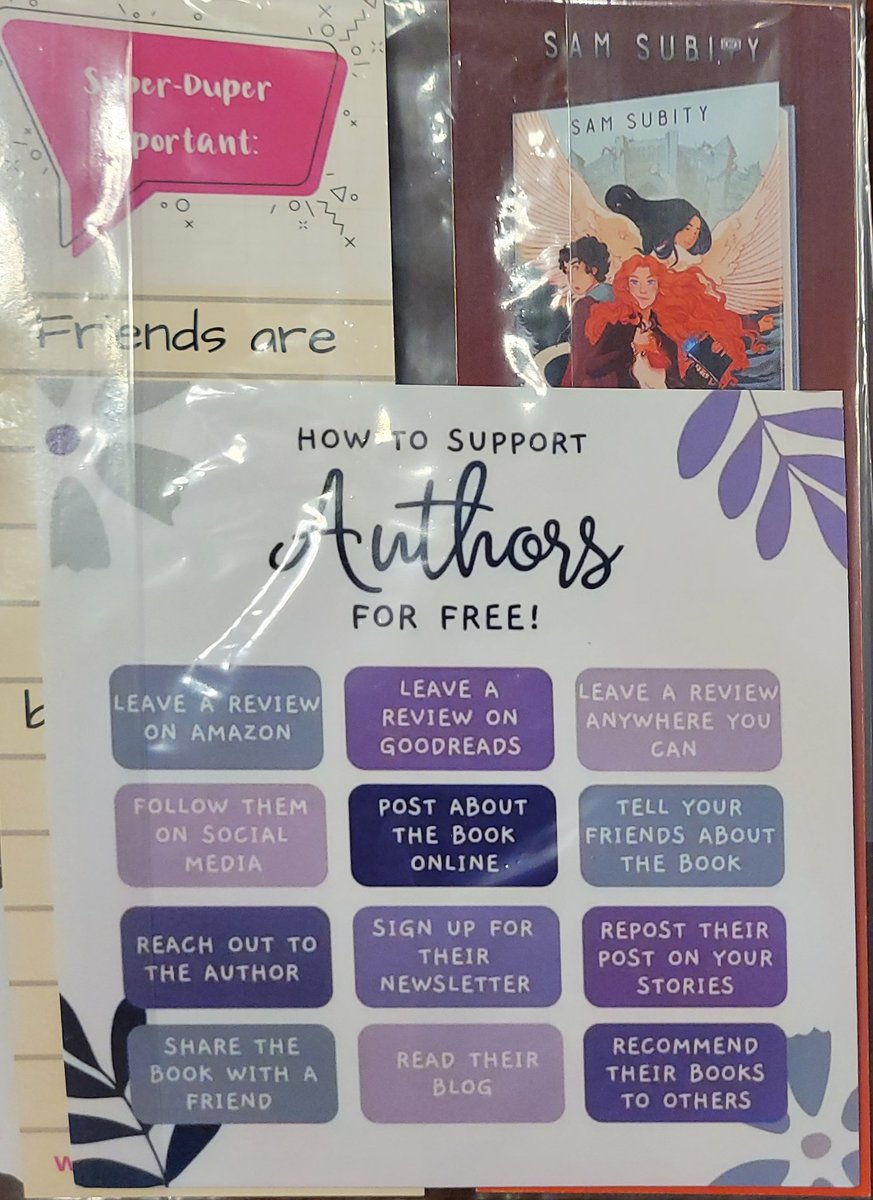 Super-Duper
SAM SUBITY
SAM SUBITY
Friends are
HOW TO SUPPORT
Authors
FOR FREE!
LEAVE A REVIEW
ON AMAZON
LEAVE A
REVIEW ON
GOODREADS
LEAVE A REVIEW
ANYWHERE YOU
CAN
FOLLOW THEM
ON SOCIAL
MEDIA
POST ABOUT
THE BOOK
ONLINE.
TELL YOUR
FRIENDS ABOUT
THE BOOK
REACH OUT TO
THE AUTHOR
SIGN UP FOR
THEIR
NEWSLETTER
REPOST THEIR
POST ON YOUR
STORIES
SHARE THE
BOOK WITH A
FRIEND
READ THEIR
BLOG
RECOMMEND
THEIR BOOKS
TO OTHERS